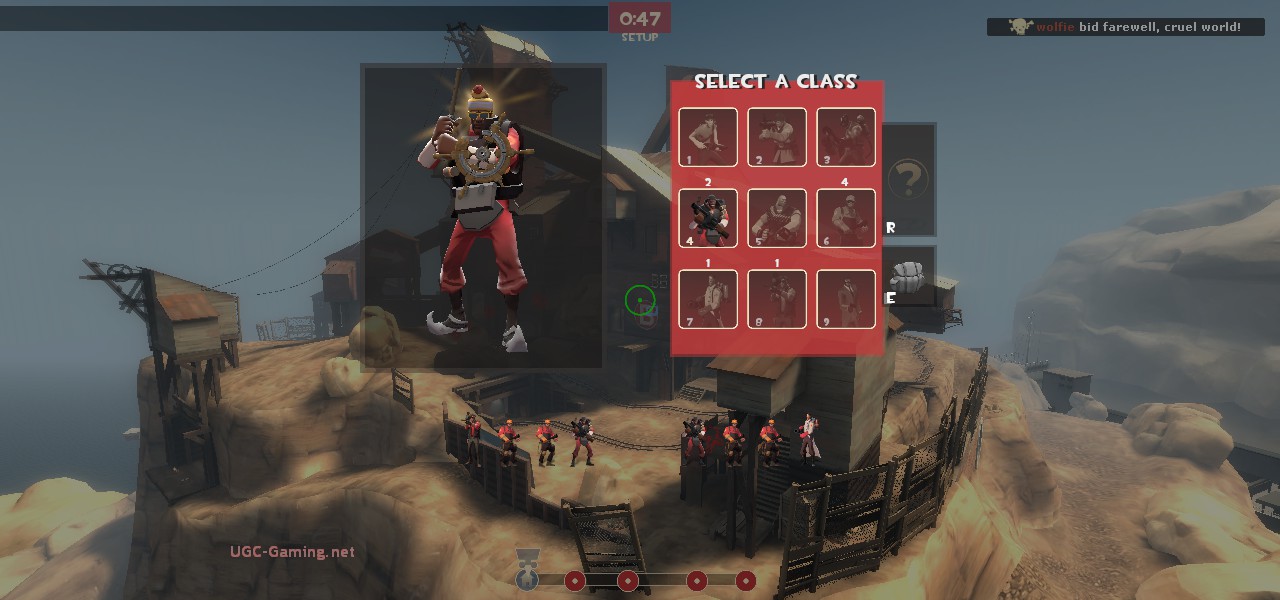 0:47
SETUP
wolfie bid farewell, cruel world!
SELECT A CLASS
1 2 3
2 4
4 5 6
R
1 1
E
7 8 9
B
UGC-Gaming.net